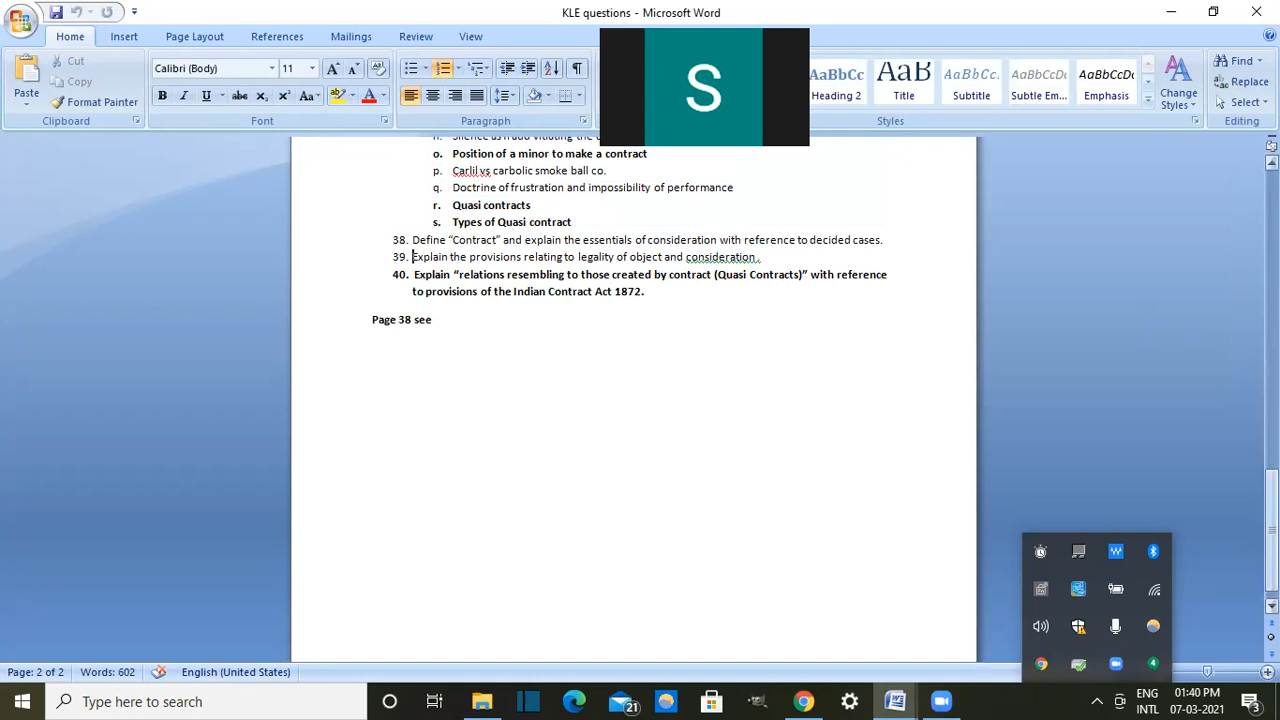 KLE questions - Microsoft Word
Home Insert Page Layout References Mailings Review View
Cut
Copy
Format Painter
Paste
Calibri (Body) 11
AaBbCc AaB AaBbCc. AaBbCcDd AaBbCcDd
Heading 2 Title Subtitle Subtle Em... Emphasis
Change
Styles
Find
Replace
Select
Clipboard Font Paragraph Styles Editing
S
o. Position of a minor to make a contract
p. Carlil vs carbolic smoke ball co.
q. Doctrine of frustration and impossibility of performance
r. Quasi contracts
s. Types of Quasi contract
38. Define “Contract” and explain the essentials of consideration with reference to decided cases.
39. Explain the provisions relating to legality of object and consideration .
40. Explain “relations resembling to those created by contract (Quasi Contracts)” with reference
to provisions of the Indian Contract Act 1872.
Page 38 see
Page: 2 of 2 Words: 602 English (United States)
Type here to search
21
ENG
INTL
01:40 PM
07-03-2021
3